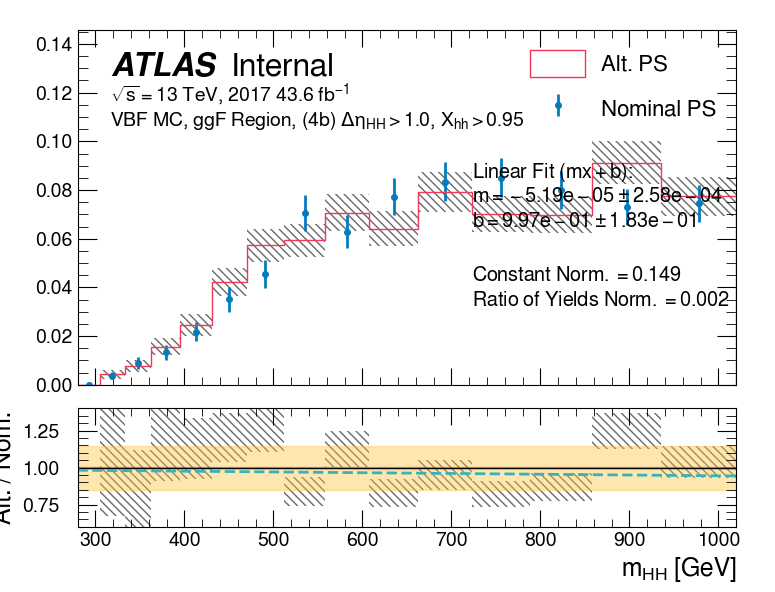 ATLAS Internal
√s = 13 TeV, 2017 43.6 fb⁻¹
VBF MC, ggF Region, (4b) Δη_HH > 1.0, X_hh > 0.95
Alt. PS
Nominal PS
Linear Fit (mx + b):
m = −5.19e − 05 ± 2.58e − 04
b = 9.97e − 01 ± 1.83e − 01
Constant Norm. = 0.149
Ratio of Yields Norm. = 0.002
0.14
0.12
0.10
0.08
0.06
0.04
0.02
0.00
Alt. / Nom.
1.25
1.00
0.75
300 400 500 600 700 800 900 1000
m_HH [GeV]